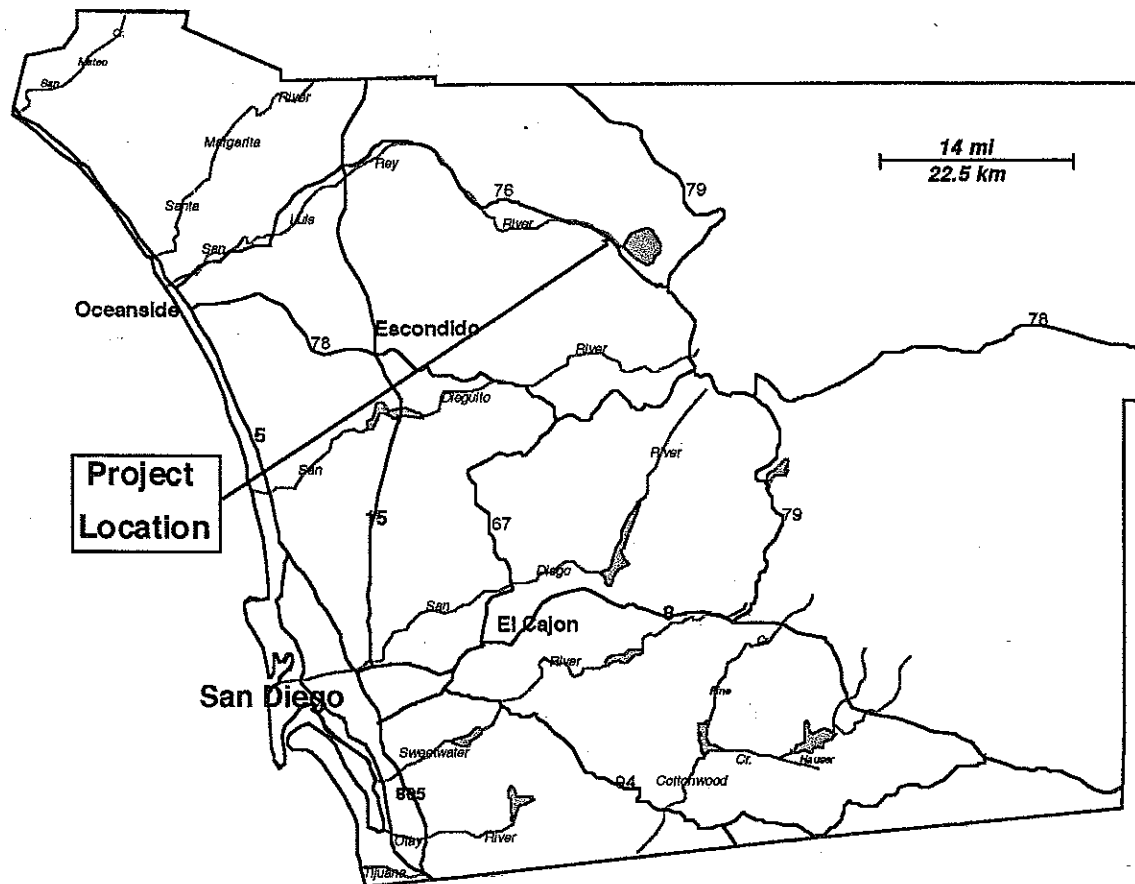 Cr.
Mateo
San
River
Margarita
Santa
Rey
Luis
San
76
River
79
14 mi
22.5 km
Oceanside
78
Escondido
River
78
Dieguito
San
5
Project
Location
15
67
River
79
Diego
San
El Cajon
8
River
Cr.
Pine
San Diego
Sweetwater
Cr.
Hauser
Cottonwood
94
805
Otay
River
Tijuana